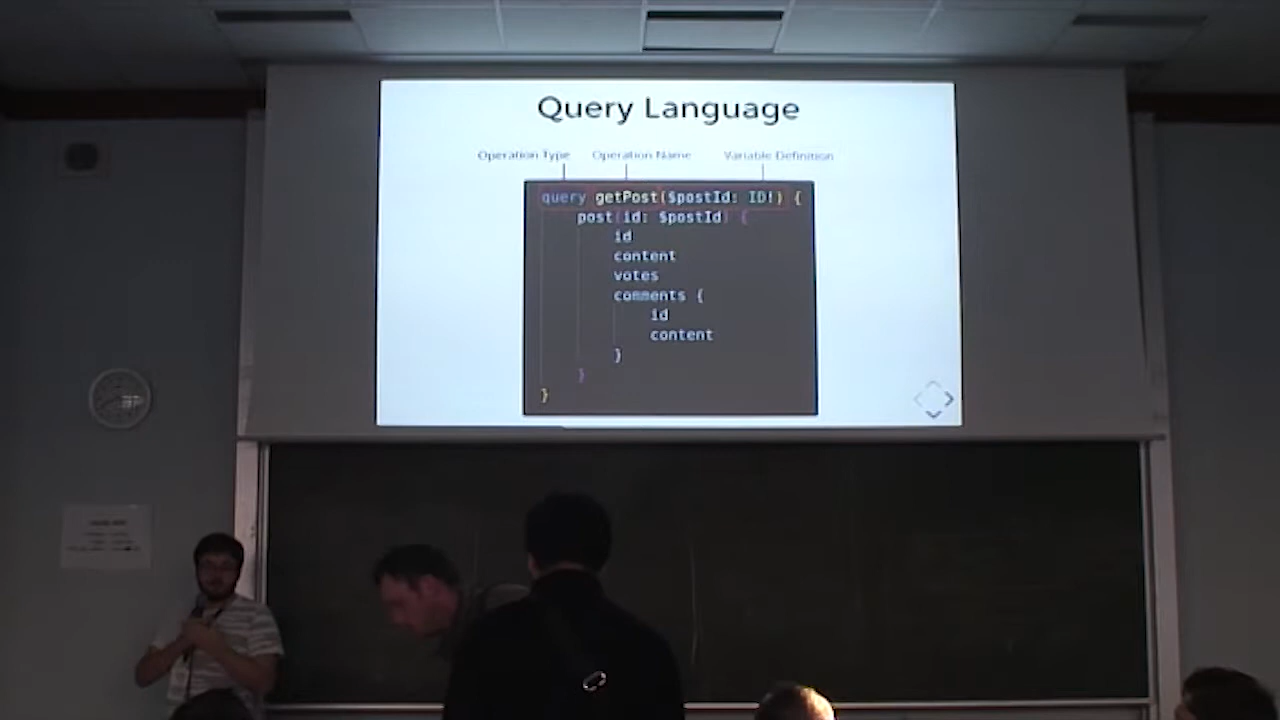 Query Language
Operation Type Operation Name Variable Definition
query getPost($postId: ID!) {
post(id: $postId) {
id
content
votes
comments {
id
content
}
}
}